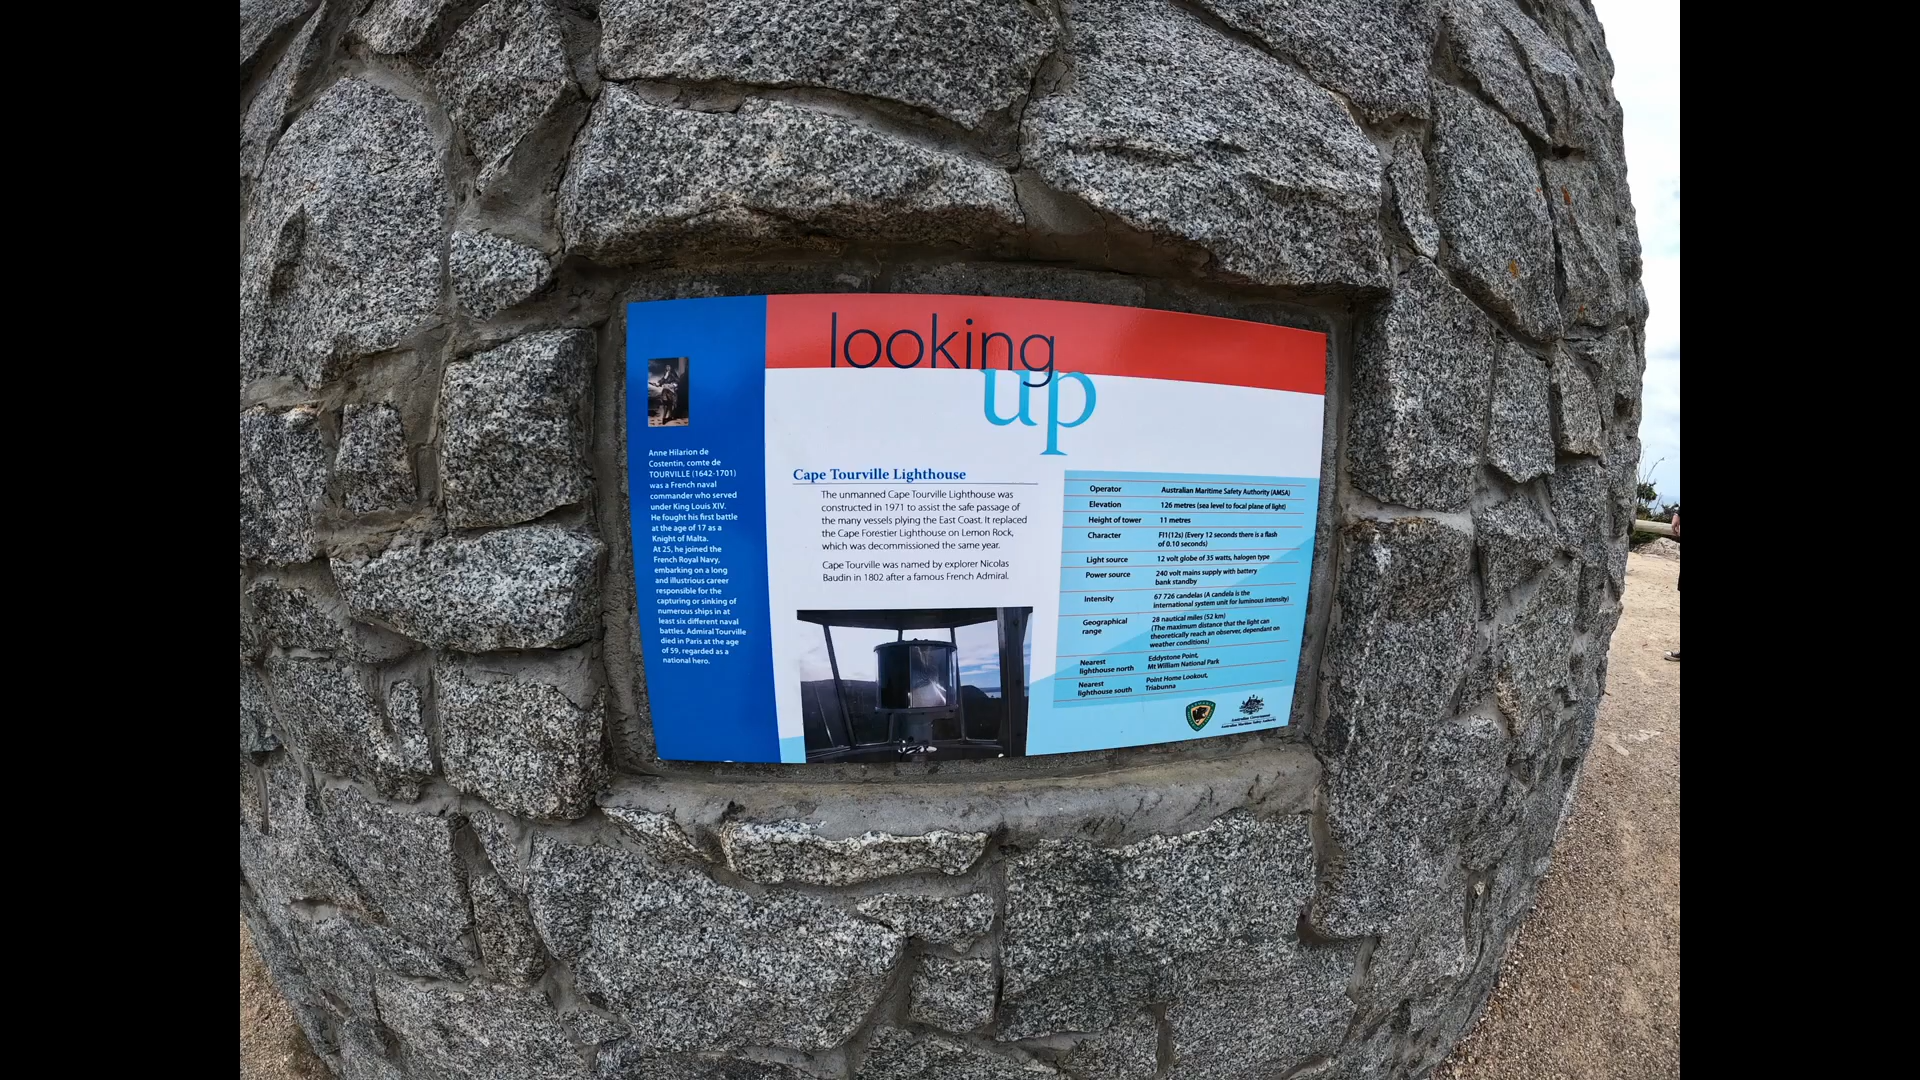 looking
up
Anne Hilarion de
Costentin, comte de
TOURVILLE (1642-1701)
was a French naval
commander who served
under King Louis XIV.
He fought his first battle
at the age of 17 as a
Knight of Malta.
At 25, he joined the
French Royal Navy,
embarking on a long
and illustrious career
responsible for the
capturing or sinking of
numerous ships in at
least six different naval
battles. Admiral Tourville
died in Paris at the age
of 59, regarded as a
national hero.
Cape Tourville Lighthouse
The unmanned Cape Tourville Lighthouse was
constructed in 1971 to assist the safe passage of
the many vessels plying the East Coast. It replaced
the Cape Forestier Lighthouse on Lemon Rock,
which was decommissioned the same year.
Cape Tourville was named by explorer Nicolas
Baudin in 1802 after a famous French Admiral.
Operator Australian Maritime Safety Authority (AMSA)
Elevation 126 metres (sea level to focal plane of light)
Height of tower 11 metres
Character Fl1(12s) (Every 12 seconds there is a flash
of 0.10 seconds)
Light source 12 volt globe of 35 watts, halogen type
Power source 240 volt mains supply with battery
bank standby
Intensity 67 726 candelas (A candela is the
international system unit for luminous intensity)
Geographical
range
28 nautical miles (52 km)
(The maximum distance that the light can
theoretically reach an observer, dependant on
weather conditions)
Nearest
lighthouse north
Eddystone Point,
Mt William National Park
Nearest
lighthouse south
Point Home Lookout,
Triabunna
Australian Government
Australian Maritime Safety Authority